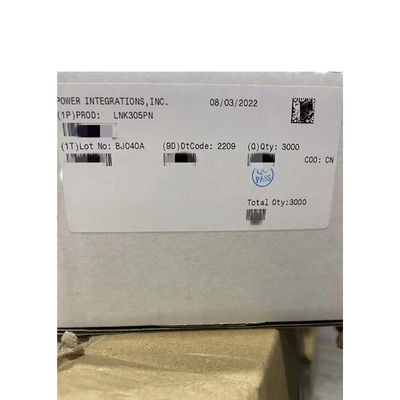 POWER INTEGRATIONS,INC. 08/03/2022
(1P)PROD: LNK305PN
(1T)Lot No: BJ040A (9D)DtCode: 2209 (Q)Qty: 3000
COO: CN
QC
PASS
Total Qty:3000